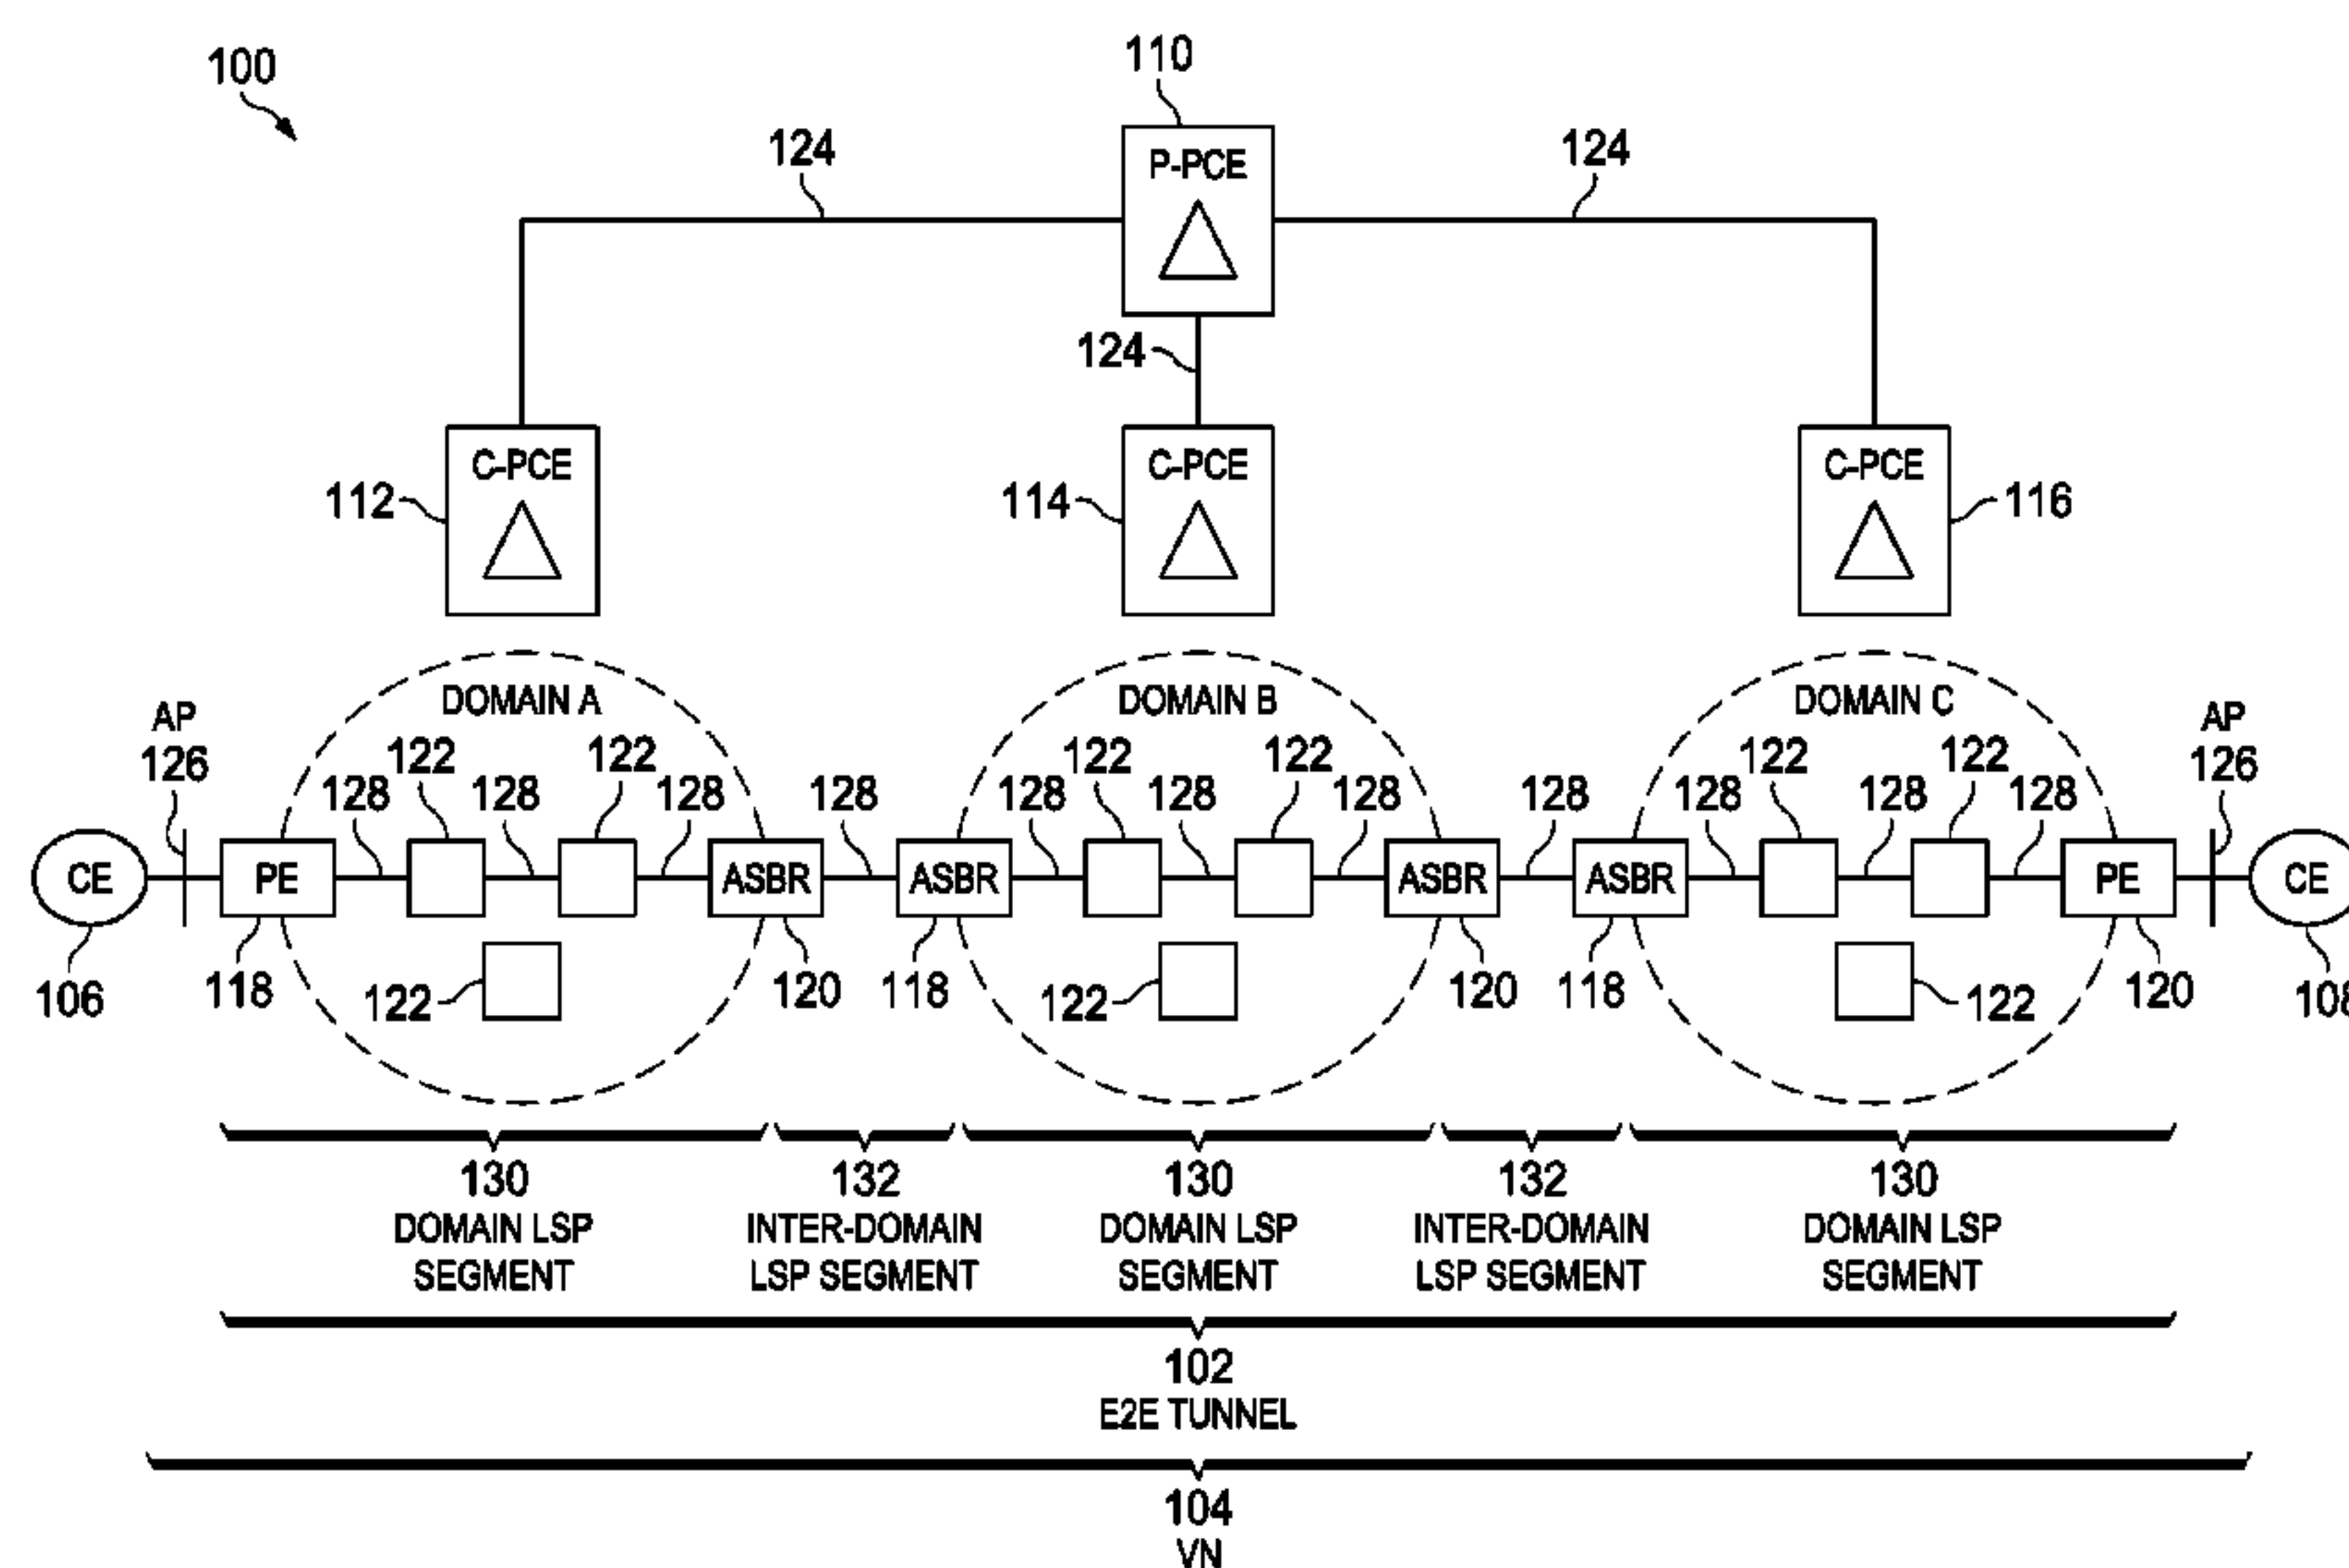 100
110
124
P-PCE
124
124
C-PCE
C-PCE
C-PCE
112
114
116
DOMAIN A
DOMAIN B
DOMAIN C
AP
126
AP
126
122
122
122
122
122
122
128
128
128
128
128
128
128
128
128
128
128
CE
PE
ASBR
ASBR
ASBR
ASBR
PE
CE
106
118
122
120
118
122
120
118
122
120
108
130
132
130
132
130
DOMAIN LSP
SEGMENT
INTER-DOMAIN
LSP SEGMENT
DOMAIN LSP
SEGMENT
INTER-DOMAIN
LSP SEGMENT
DOMAIN LSP
SEGMENT
102
E2E TUNNEL
104
VN